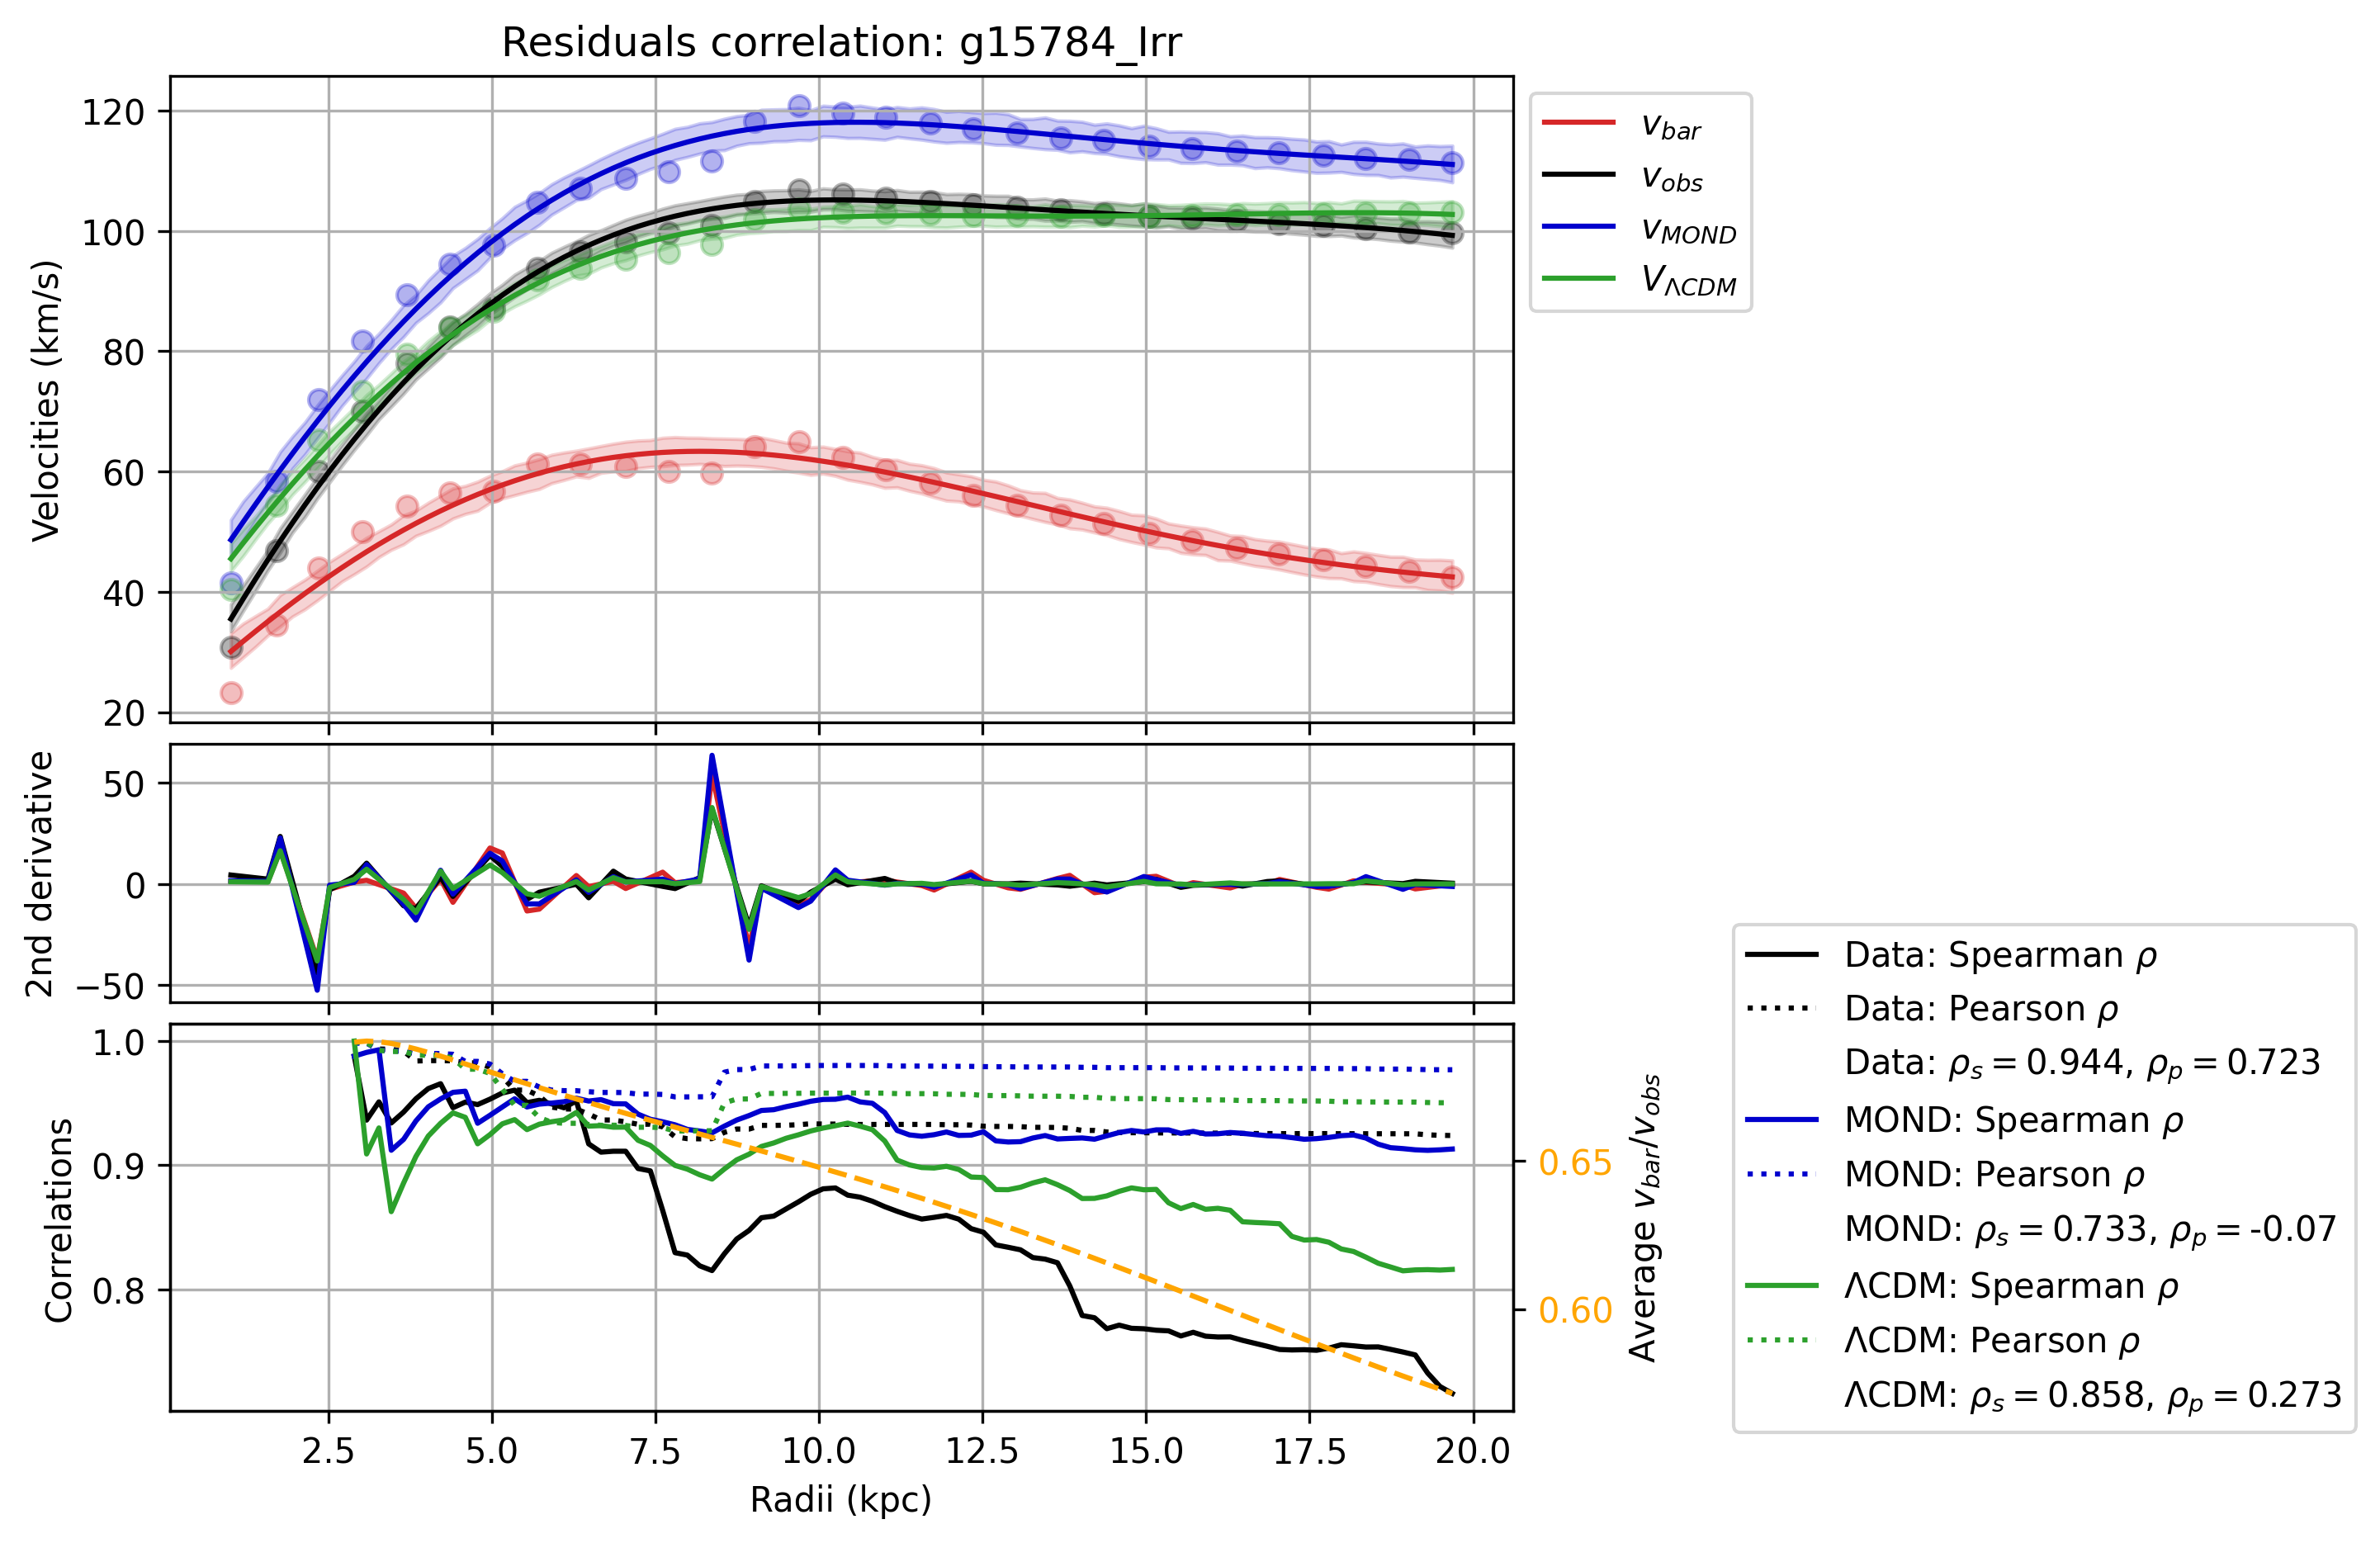 Residuals correlation: g15784_Irr
120
100
80
60
40
20
Velocities (km/s)
v_bar
v_obs
v_MOND
V_ΛCDM
50
0
−50
2nd derivative
1.0
0.9
0.8
Correlations
0.65
0.60
Average v_bar/v_obs
2.5 5.0 7.5 10.0 12.5 15.0 17.5 20.0
Radii (kpc)
Data: Spearman ρ
Data: Pearson ρ
Data: ρ_s = 0.944, ρ_p = 0.723
MOND: Spearman ρ
MOND: Pearson ρ
MOND: ρ_s = 0.733, ρ_p = -0.07
ΛCDM: Spearman ρ
ΛCDM: Pearson ρ
ΛCDM: ρ_s = 0.858, ρ_p = 0.273